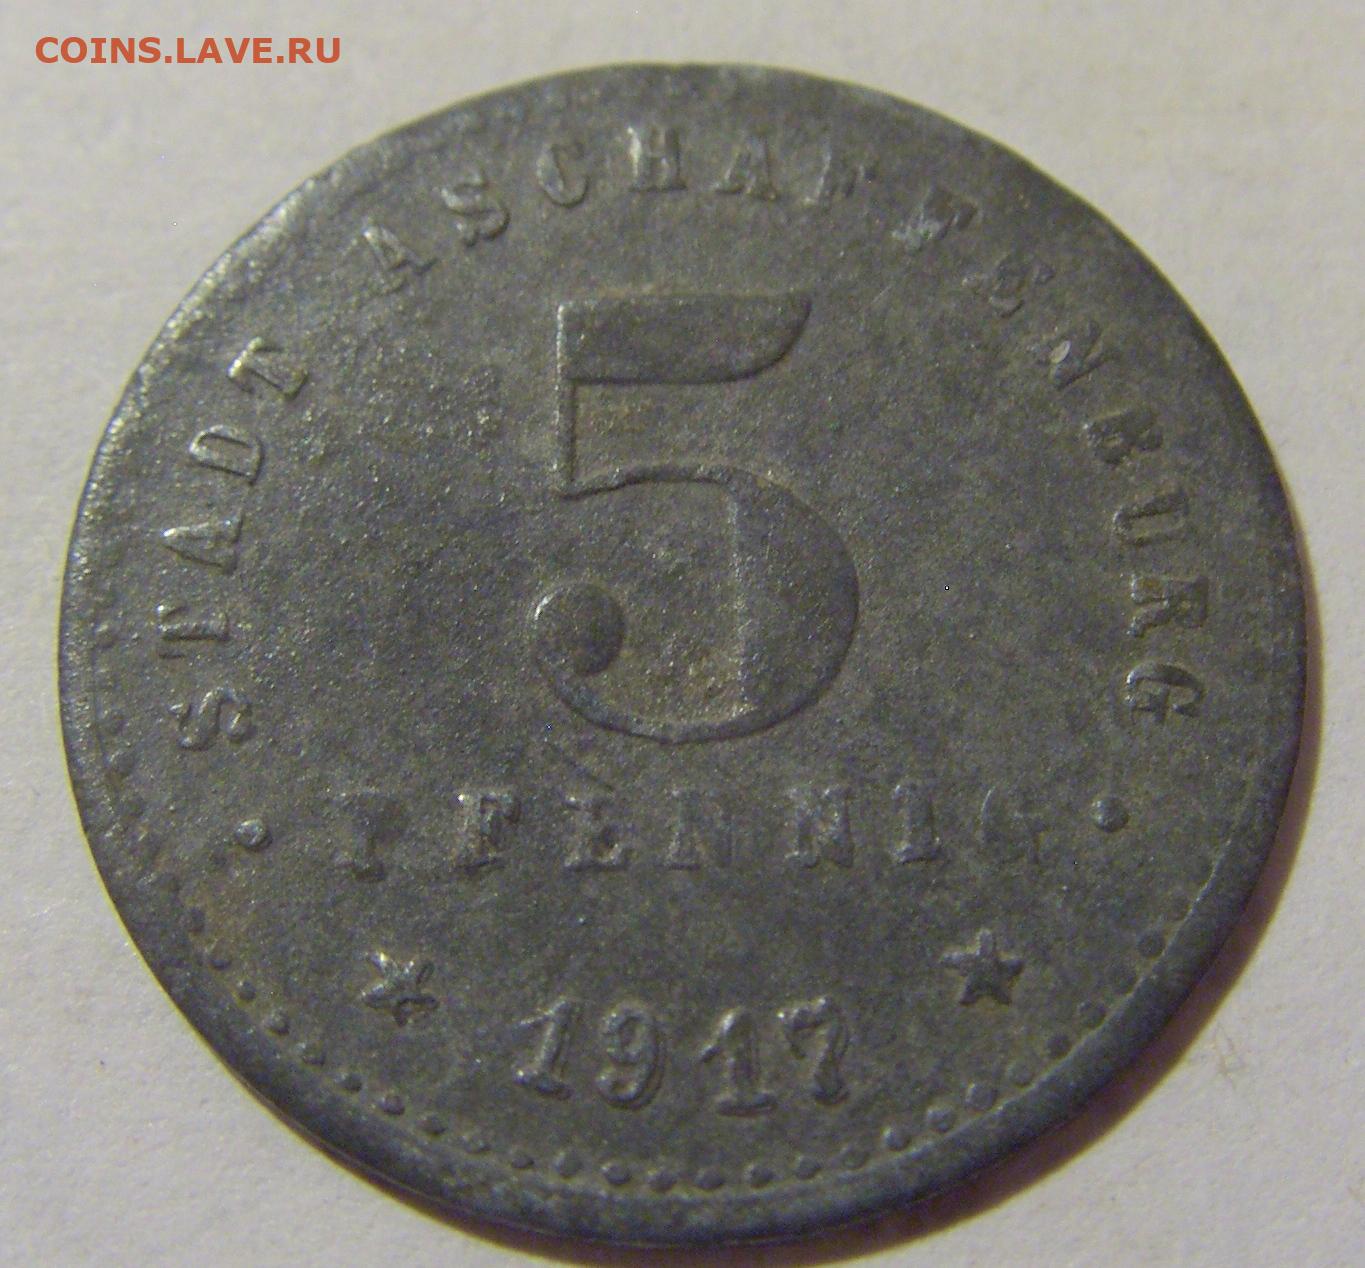 COINS.LAVE.RU
STADT ASCHAFFENBURG
5
PFENNIG
1917